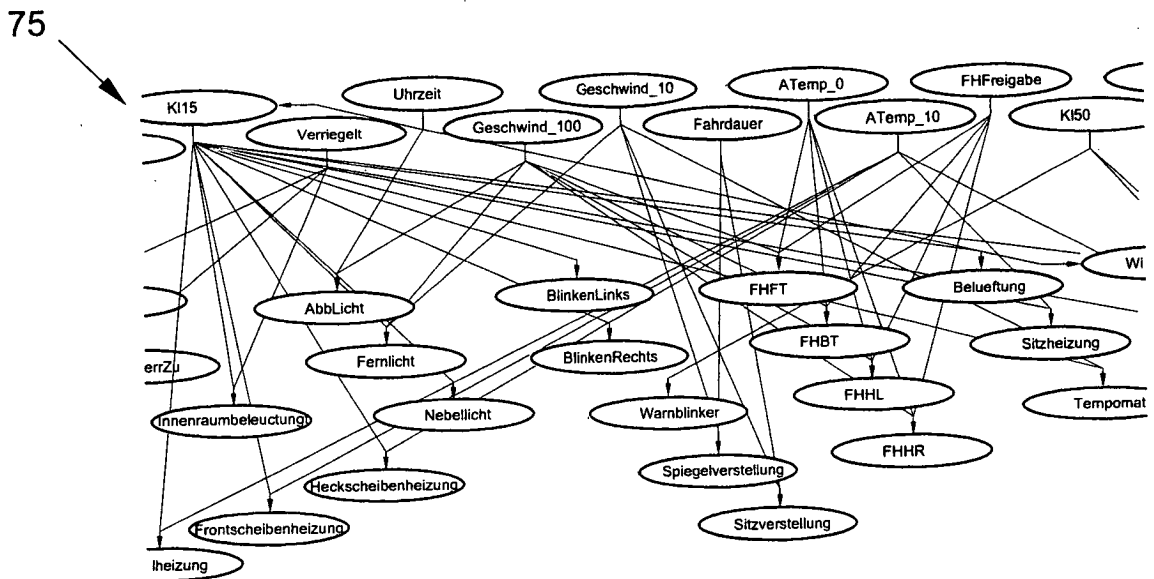 75
Kl15
Uhrzeit
Geschwind_10
ATemp_0
FHFreigabe
Verriegelt
Geschwind_100
Fahrdauer
ATemp_10
Kl50
Wi
AbbLicht
BlinkenLinks
FHFT
Belueftung
Fernlicht
BlinkenRechts
FHBT
Sitzheizung
errZu
Innenraumbeleuctung
Nebellicht
Warnblinker
FHHL
Tempomat
FHHR
Heckscheibenheizung
Spiegelverstellung
Frontscheibenheizung
Sitzverstellung
lheizung